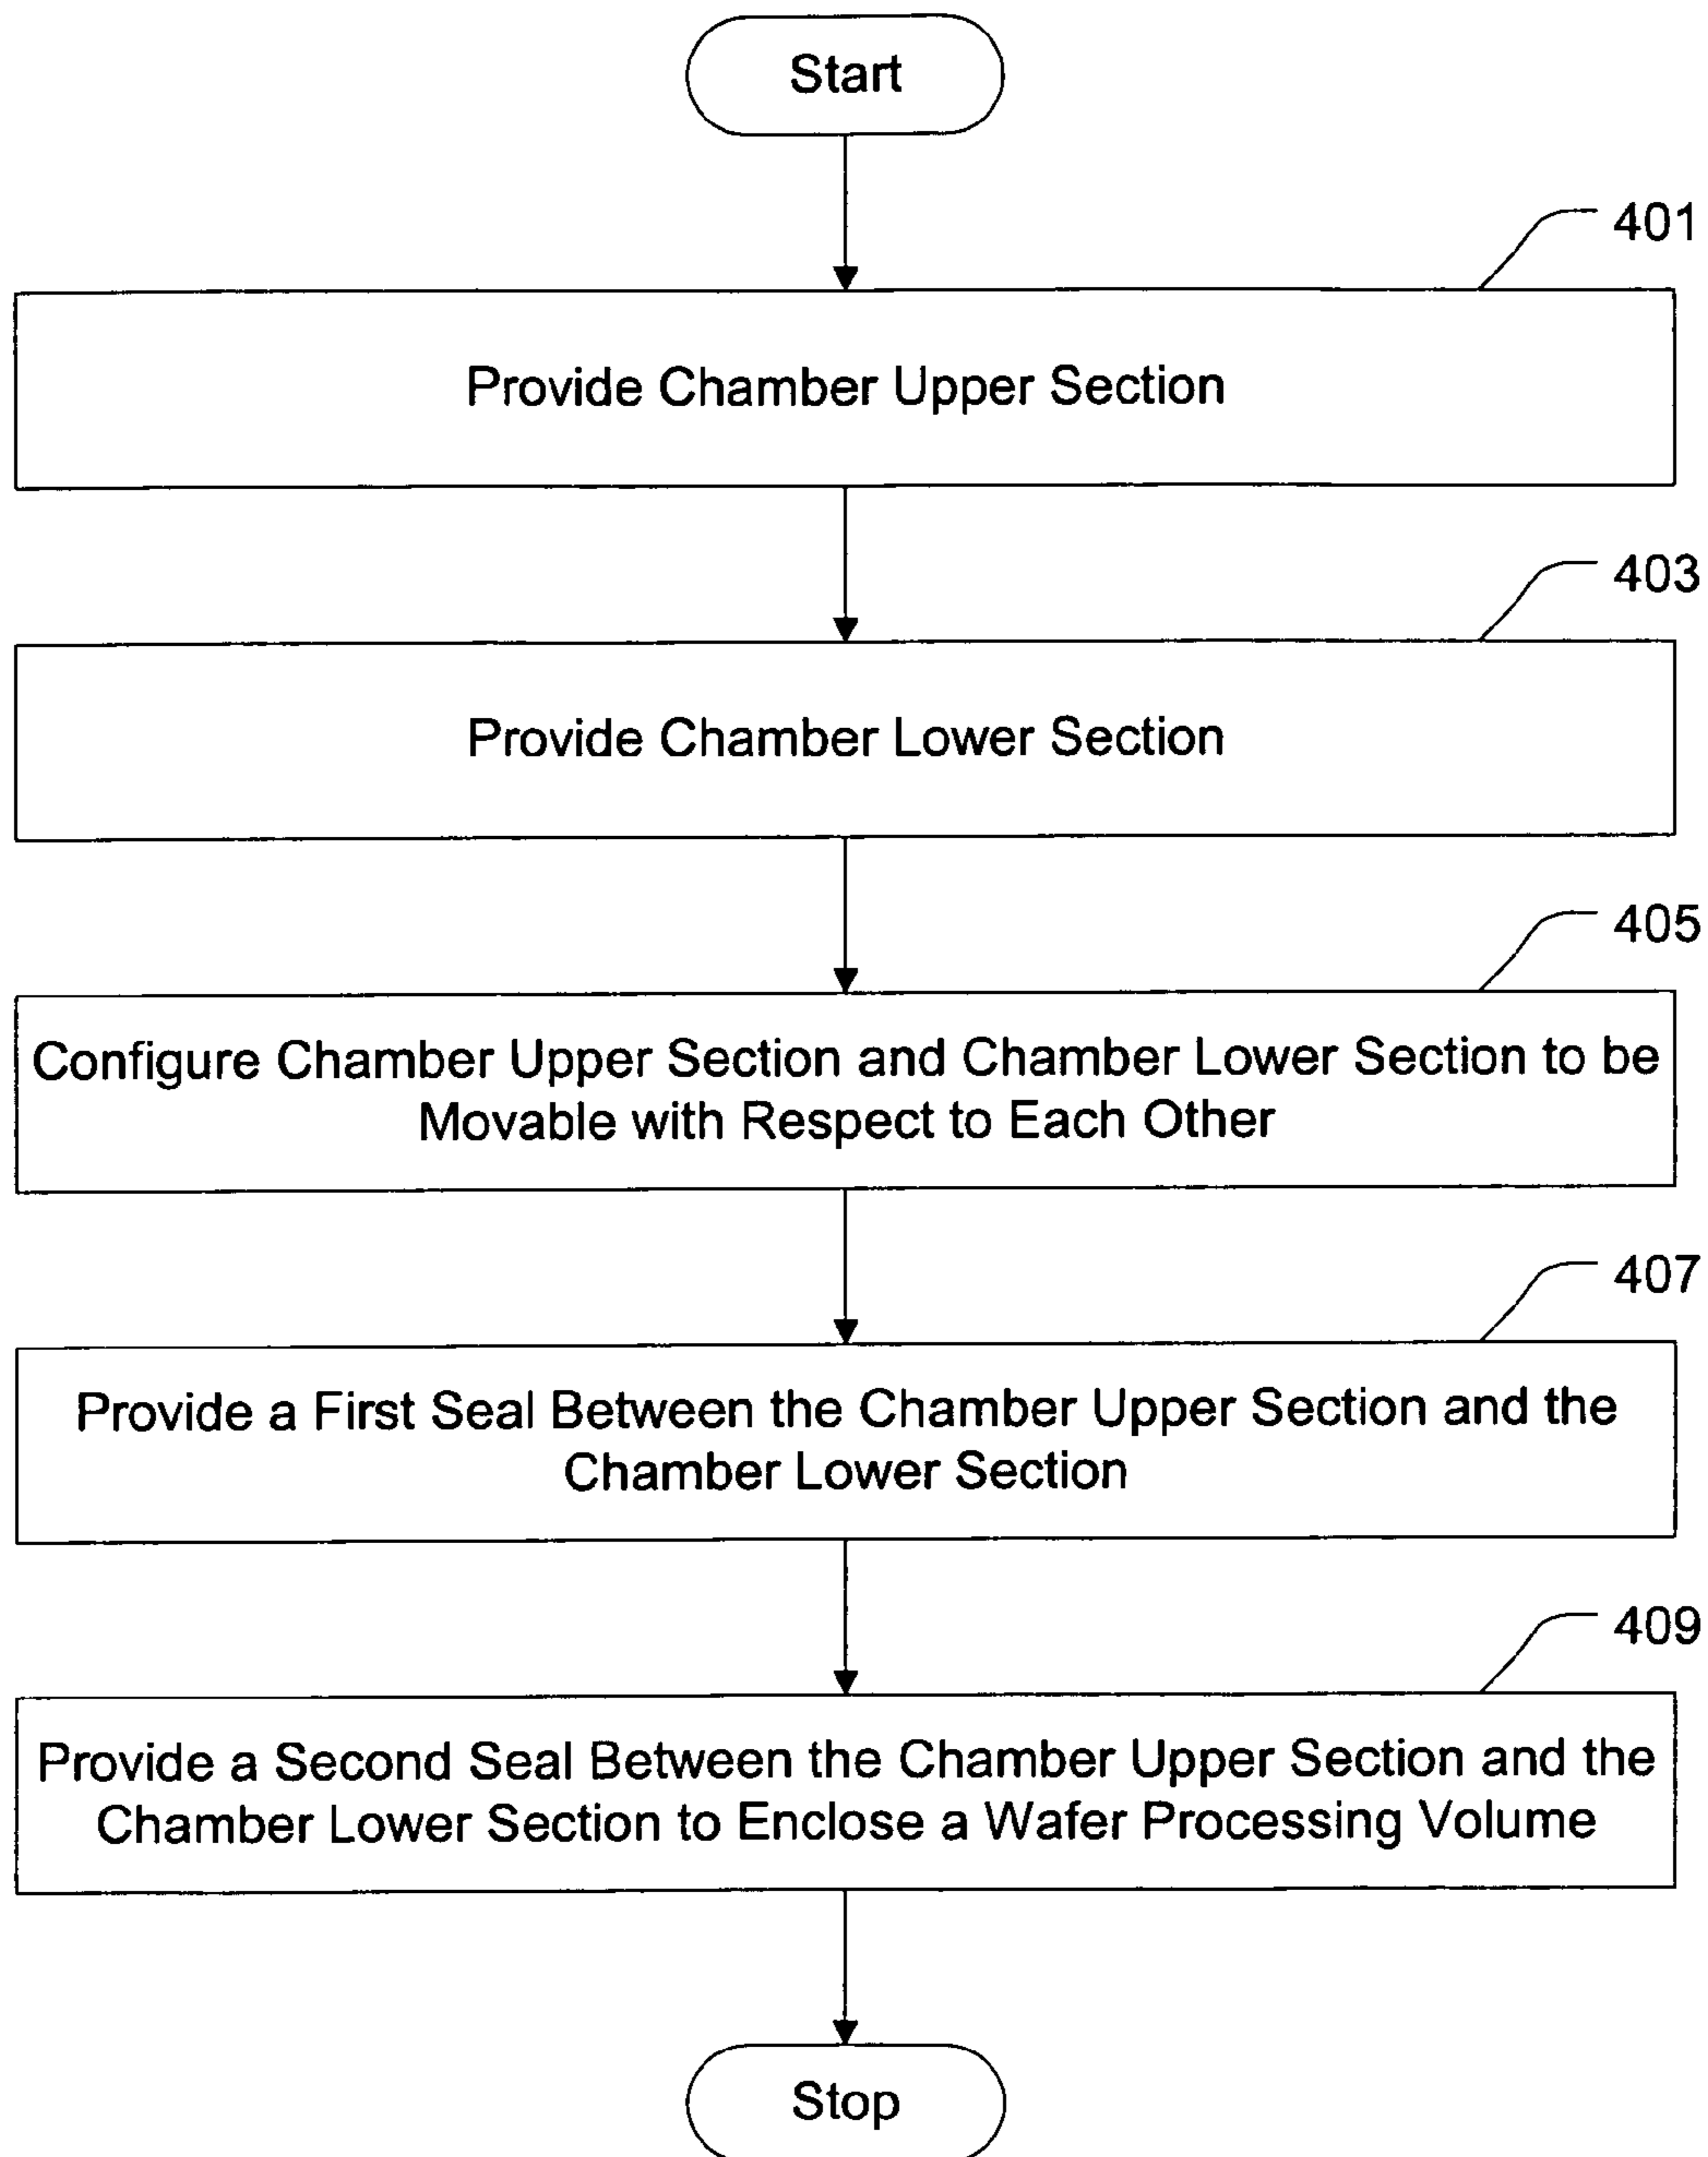 Start
401
Provide Chamber Upper Section
403
Provide Chamber Lower Section
405
Configure Chamber Upper Section and Chamber Lower Section to be
Movable with Respect to Each Other
407
Provide a First Seal Between the Chamber Upper Section and the
Chamber Lower Section
409
Provide a Second Seal Between the Chamber Upper Section and the
Chamber Lower Section to Enclose a Wafer Processing Volume
Stop